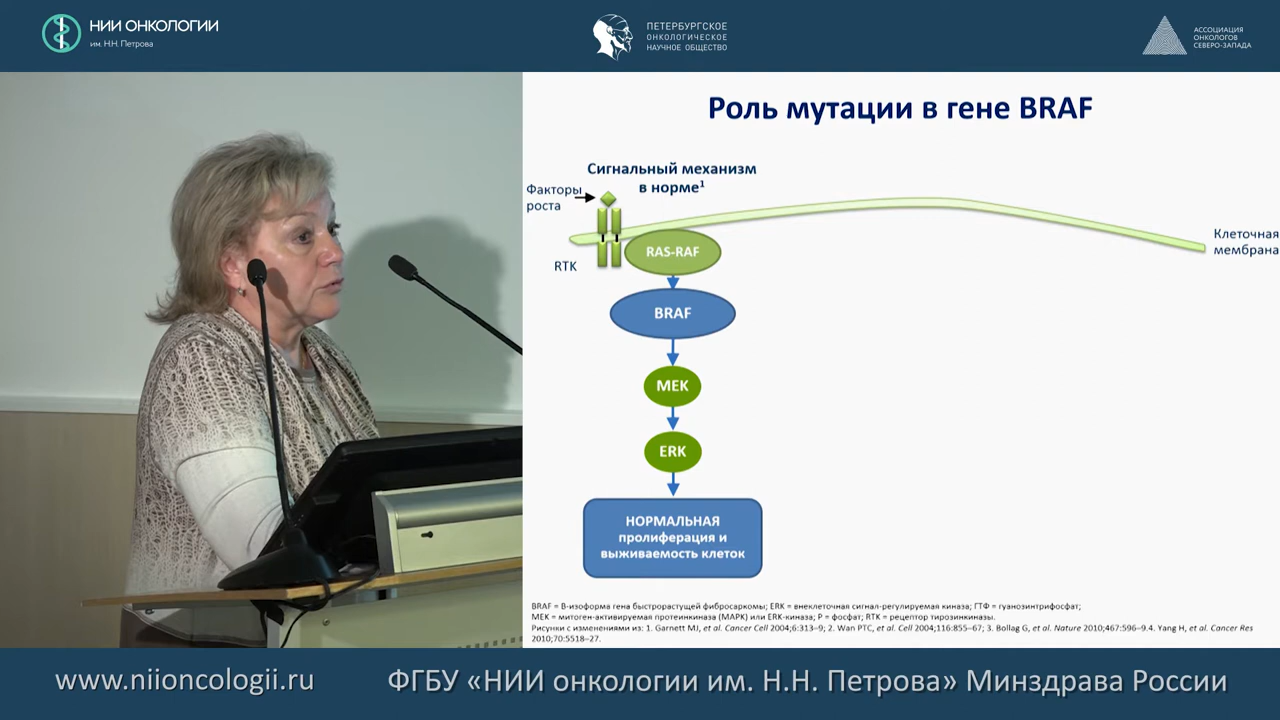 НИИ ОНКОЛОГИИ
им. Н.Н. Петрова
ПЕТЕРБУРГСКОЕ
ОНКОЛОГИЧЕСКОЕ
НАУЧНОЕ ОБЩЕСТВО
АССОЦИАЦИЯ
ОНКОЛОГОВ
СЕВЕРО-ЗАПАДА
Роль мутации в гене BRAF
Сигнальный механизм
в норме¹
Факторы
роста
RTK
RAS-RAF
Клеточная
мембрана
BRAF
MEK
ERK
НОРМАЛЬНАЯ
пролиферация и
выживаемость клеток
BRAF = В-изоформа гена быстрорастущей фибросаркомы; ERK = внеклеточная сигнал-регулируемая киназа; ГТФ = гуанозинтрифосфат;
MEK = митоген-активируемая протеинкиназа (MAPK) или ERK-киназа; P = фосфат; RTK = рецептор тирозинкиназы.
Рисунки с изменениями из: 1. Garnett MJ, et al. Cancer Cell 2004;6:313–9; 2. Wan PTC, et al. Cell 2004;116:855–67; 3. Bollag G, et al. Nature 2010;467:596–9.4. Yang H, et al. Cancer Res
2010;70:5518–27.
www.niioncologii.ru
ФГБУ «НИИ онкологии им. Н.Н. Петрова» Минздрава России